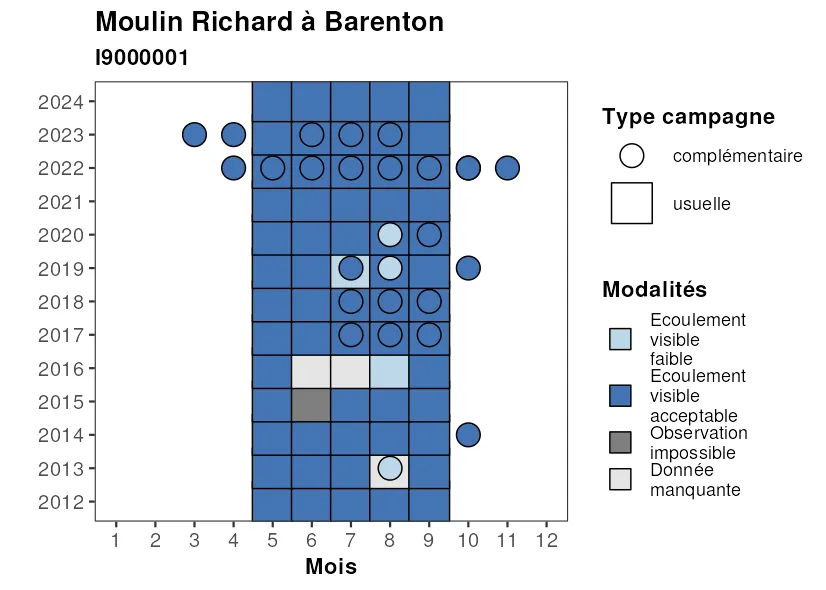 Moulin Richard à Barenton
I9000001
2024
2023
2022
2021
2020
2019
2018
2017
2016
2015
2014
2013
2012
1 2 3 4 5 6 7 8 9 10 11 12
Mois
Type campagne
complémentaire
usuelle
Modalités
Ecoulement
visible
faible
Ecoulement
visible
acceptable
Observation
impossible
Donnée
manquante